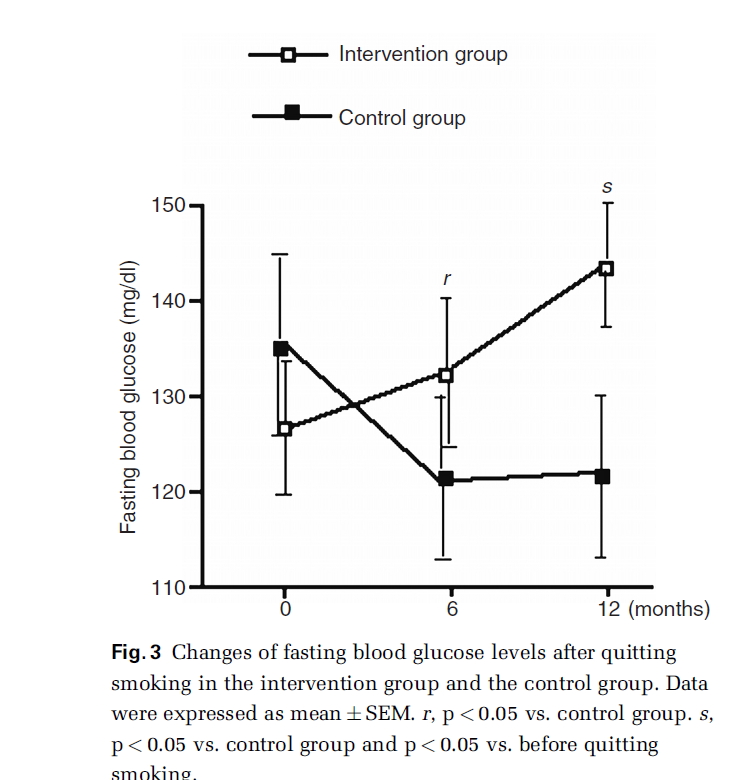 Intervention group
Control group
s
150
r
140
130
120
110
Fasting blood glucose (mg/dl)
0 6 12 (months)
Fig. 3 Changes of fasting blood glucose levels after quitting
smoking in the intervention group and the control group. Data
were expressed as mean ± SEM. r, p < 0.05 vs. control group. s,
p < 0.05 vs. control group and p < 0.05 vs. before quitting
smoking.